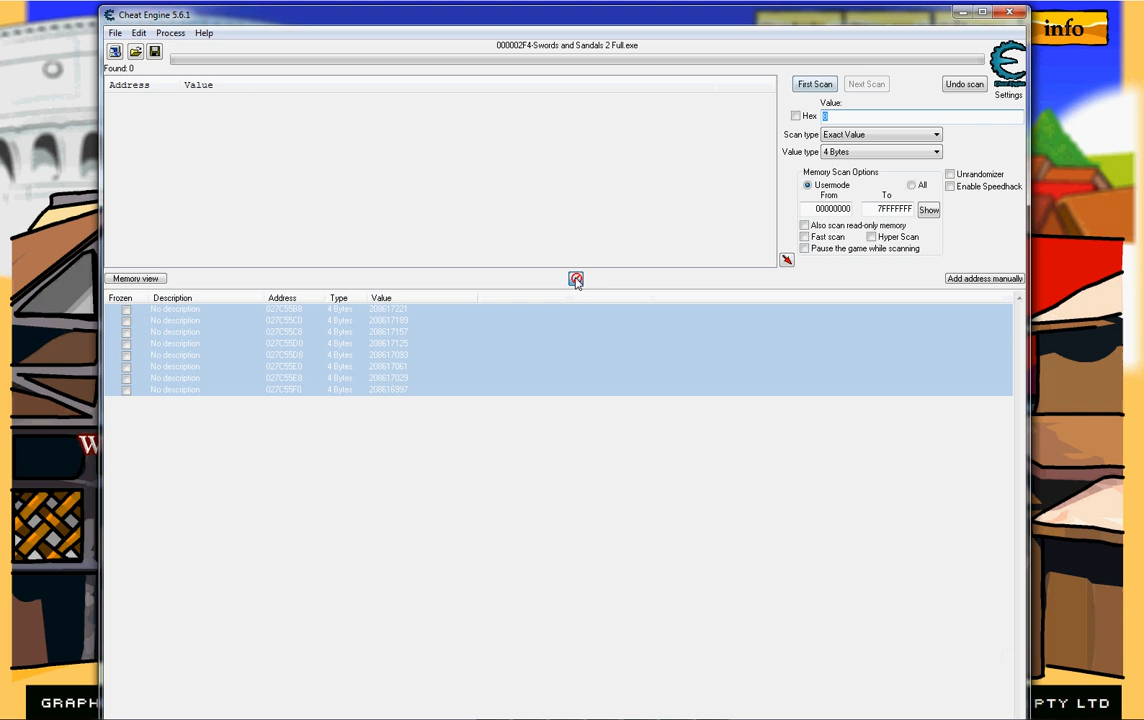 Cheat Engine 5.6.1
info
File Edit Process Help
000002F4-Swords and Sandals 2 Full.exe
Found: 0
Address Value
First Scan Next Scan Undo scan
Settings
Value:
Hex
Scan type Exact Value
Value type 4 Bytes
Memory Scan Options
Usermode All
From To
00000000 7FFFFFFF Show
Unrandomizer
Enable Speedhack
Also scan read-only memory
Fast scan Hyper Scan
Pause the game while scanning
Memory view Add address manually
Frozen Description Address Type Value
No description 027C55B8 4 Bytes 208617221
No description 027C55C0 4 Bytes 208617189
No description 027C55C8 4 Bytes 208617157
No description 027C55D0 4 Bytes 208617125
No description 027C55D8 4 Bytes 208617093
No description 027C55E0 4 Bytes 208617061
No description 027C55E8 4 Bytes 208617029
No description 027C55F0 4 Bytes 208616997
W
GRAPH PTY LTD